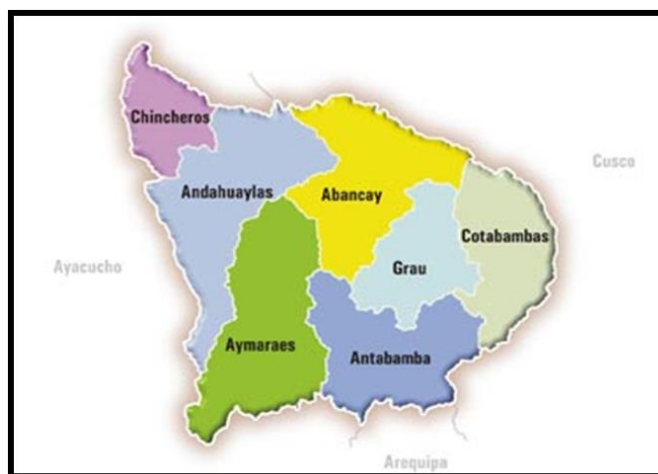 Chincheros
Cusco
Andahuaylas
Abancay
Cotabambas
Ayacucho
Grau
Aymaraes
Antabamba
Arequipa